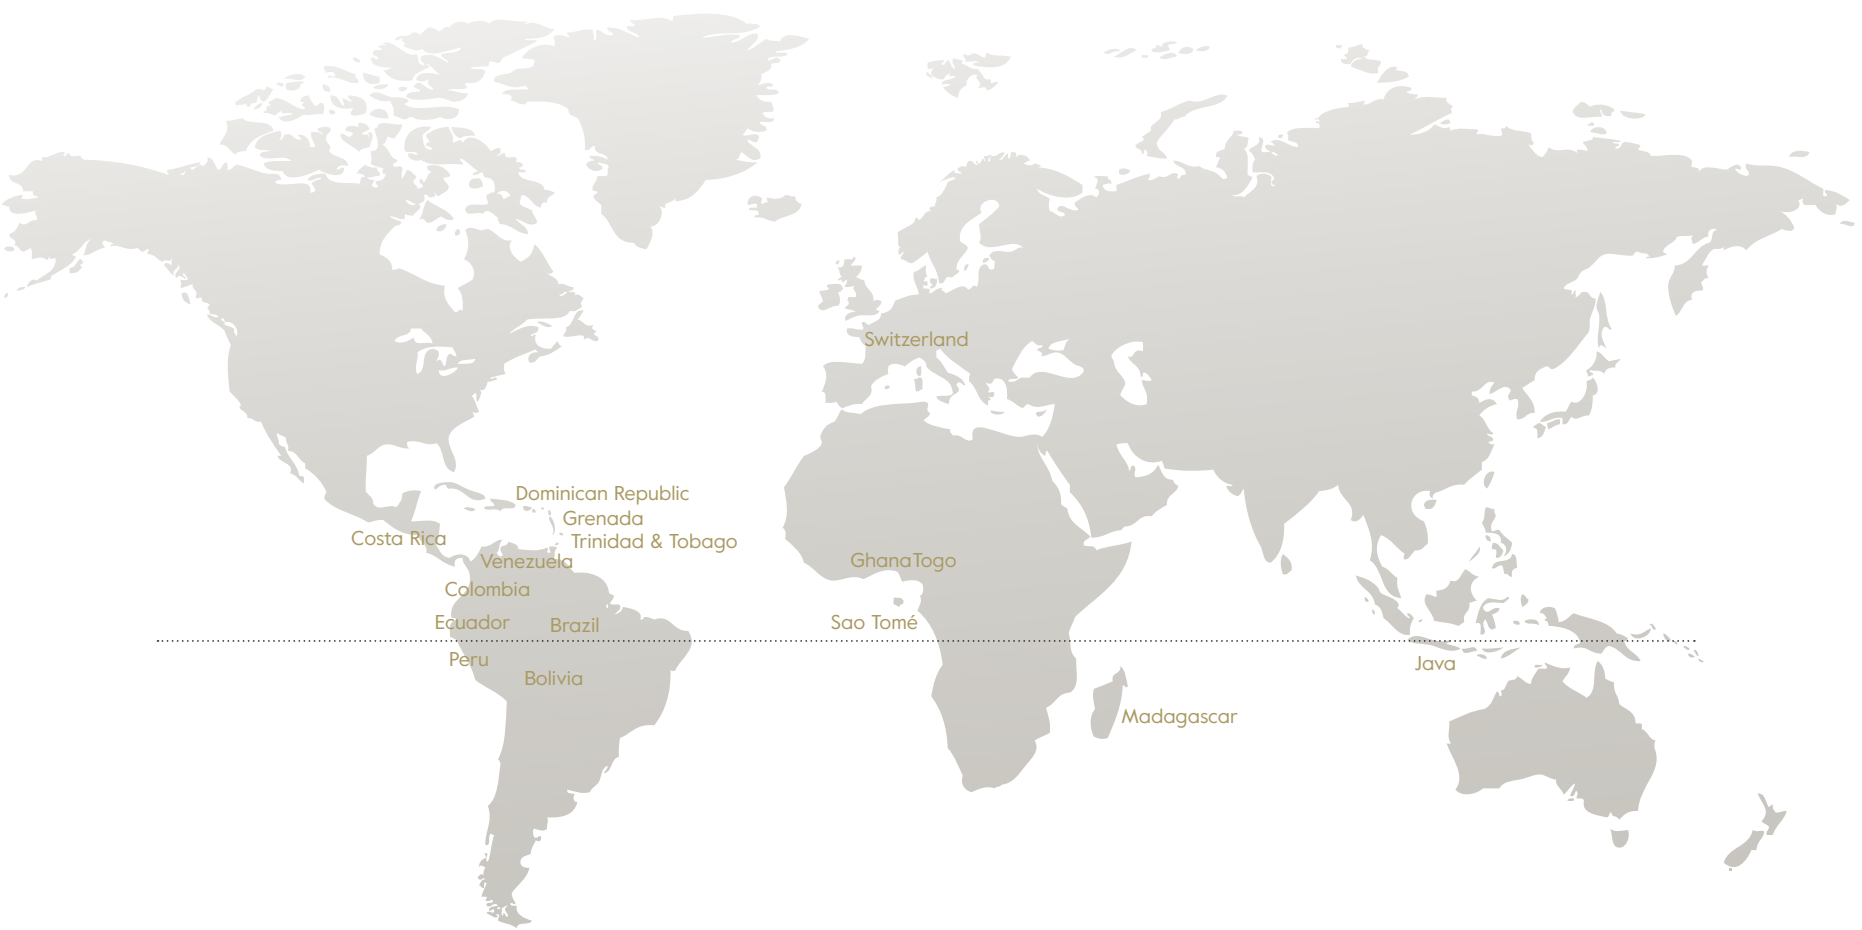 Switzerland
Dominican Republic
Grenada
Costa Rica
Trinidad & Tobago
Venezuela
GhanaTogo
Colombia
Ecuador
Brazil
Sao Tomé
Peru
Java
Bolivia
Madagascar